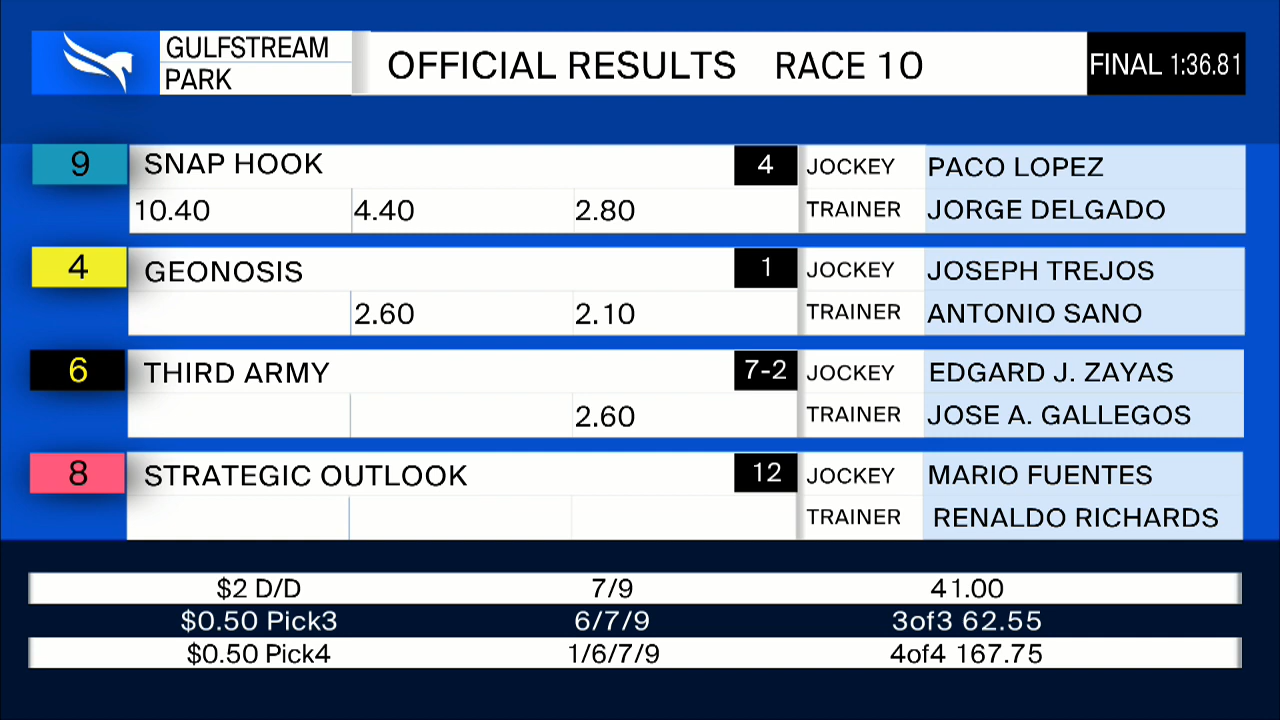 GULFSTREAM PARK
OFFICIAL RESULTS RACE 10
FINAL 1:36.81
9 SNAP HOOK 4 JOCKEY PACO LOPEZ
10.40 4.40 2.80 TRAINER JORGE DELGADO
4 GEONOSIS 1 JOCKEY JOSEPH TREJOS
2.60 2.10 TRAINER ANTONIO SANO
6 THIRD ARMY 7-2 JOCKEY EDGARD J. ZAYAS
2.60 TRAINER JOSE A. GALLEGOS
8 STRATEGIC OUTLOOK 12 JOCKEY MARIO FUENTES
TRAINER RENALDO RICHARDS
$2 D/D 7/9 41.00
$0.50 Pick3 6/7/9 3of3 62.55
$0.50 Pick4 1/6/7/9 4of4 167.75